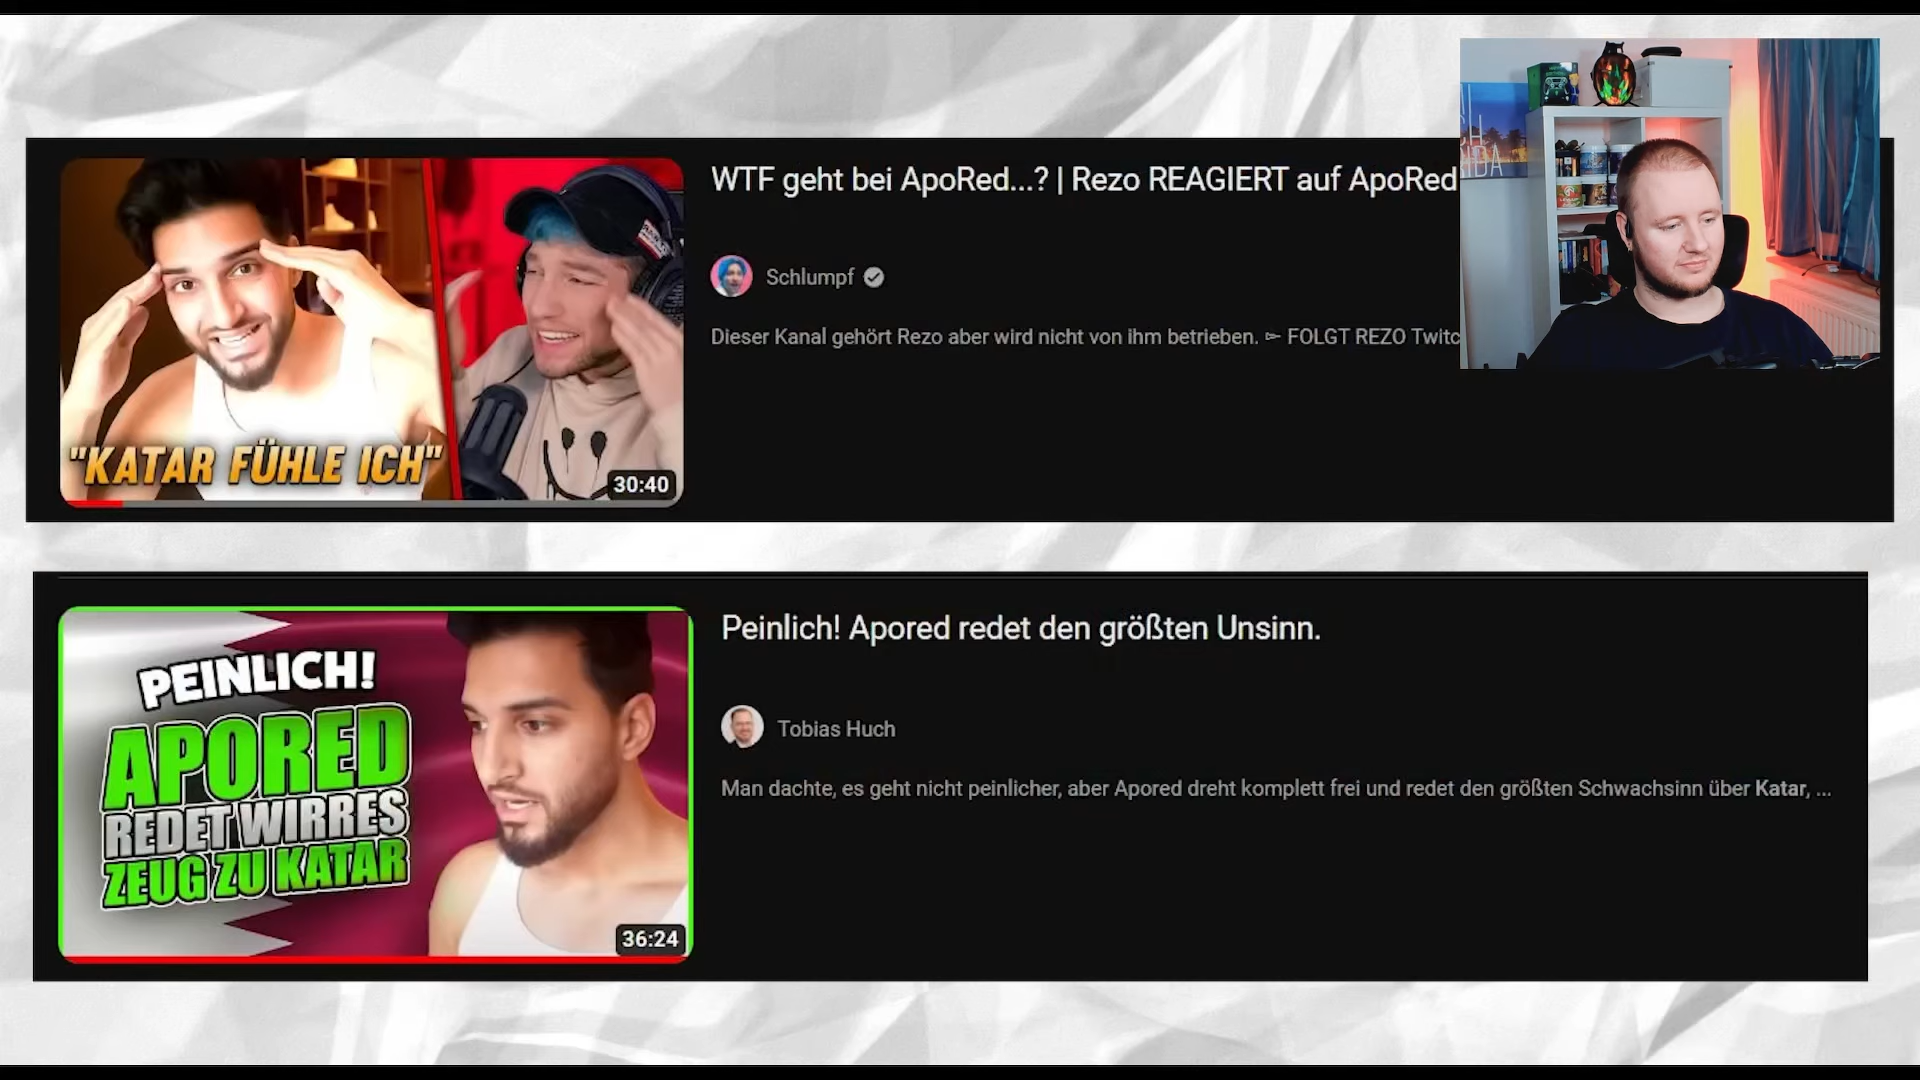 WTF geht bei ApoRed...? | Rezo REAGIERT auf ApoRed
Schlumpf
Dieser Kanal gehört Rezo aber wird nicht von ihm betrieben. ➣ FOLGT REZO Twitc
"KATAR FÜHLE ICH"
30:40
Peinlich! Apored redet den größten Unsinn.
Tobias Huch
Man dachte, es geht nicht peinlicher, aber Apored dreht komplett frei und redet den größten Schwachsinn über Katar, ...
PEINLICH!
APORED
REDET WIRRES
ZEUG ZU KATAR
36:24